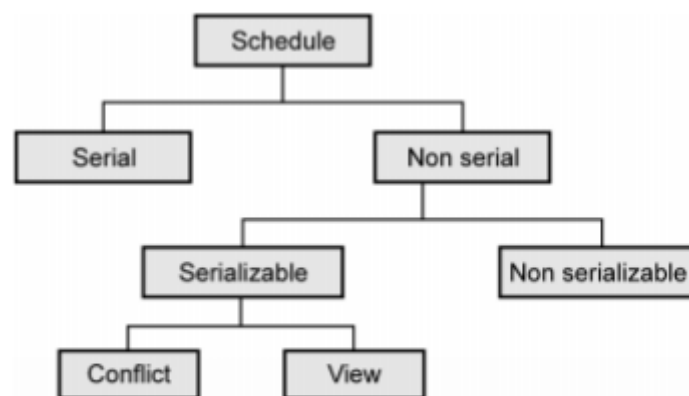 Schedule
Serial
Non serial
Serializable
Non serializable
Conflict
View